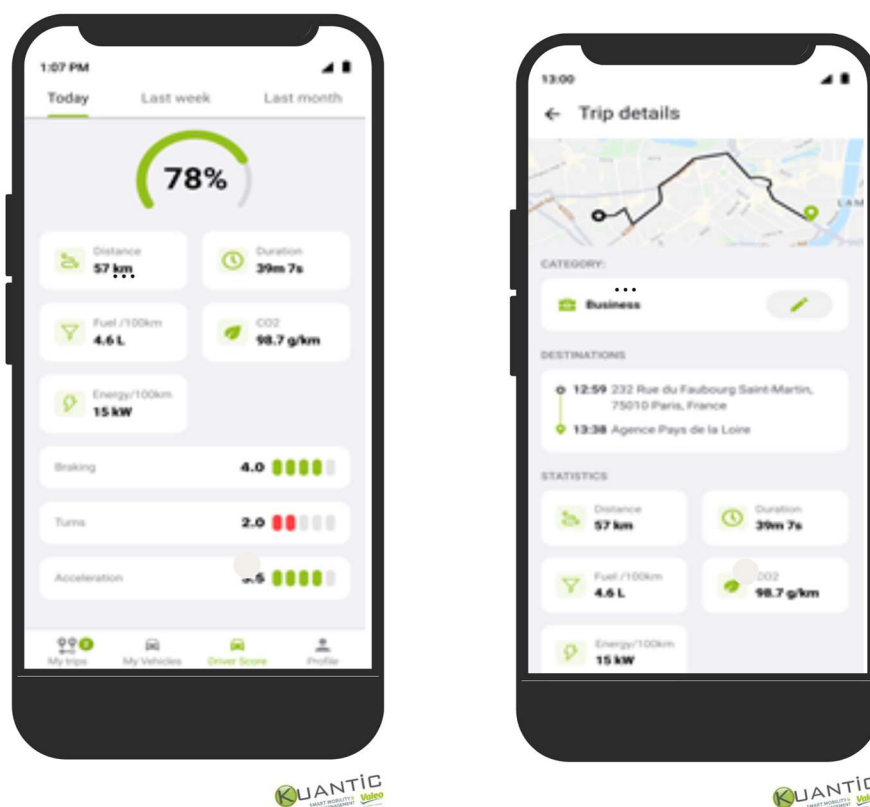 1:07 PM
Today Last week Last month
78%
Distance
57 km
Duration
39m 7s
Fuel /100km
4.6 L
CO2
98.7 g/km
Energy/100km
15 kW
Braking 4.0
Turns 2.0
Acceleration
My trips My Vehicles Driver Score Profile
KUANTIC
SMART MOBILITY &
Valeo
13:00
← Trip details
LAM
CATEGORY:
Business
DESTINATIONS
12:59 232 Rue du Faubourg Saint-Martin,
75010 Paris, France
13:38 Agence Pays de la Loire
STATISTICS
Distance
57 km
Duration
39m 7s
Fuel /100km
4.6 L
98.7 g/km
Energy/100km
15 kW
KUANTIC